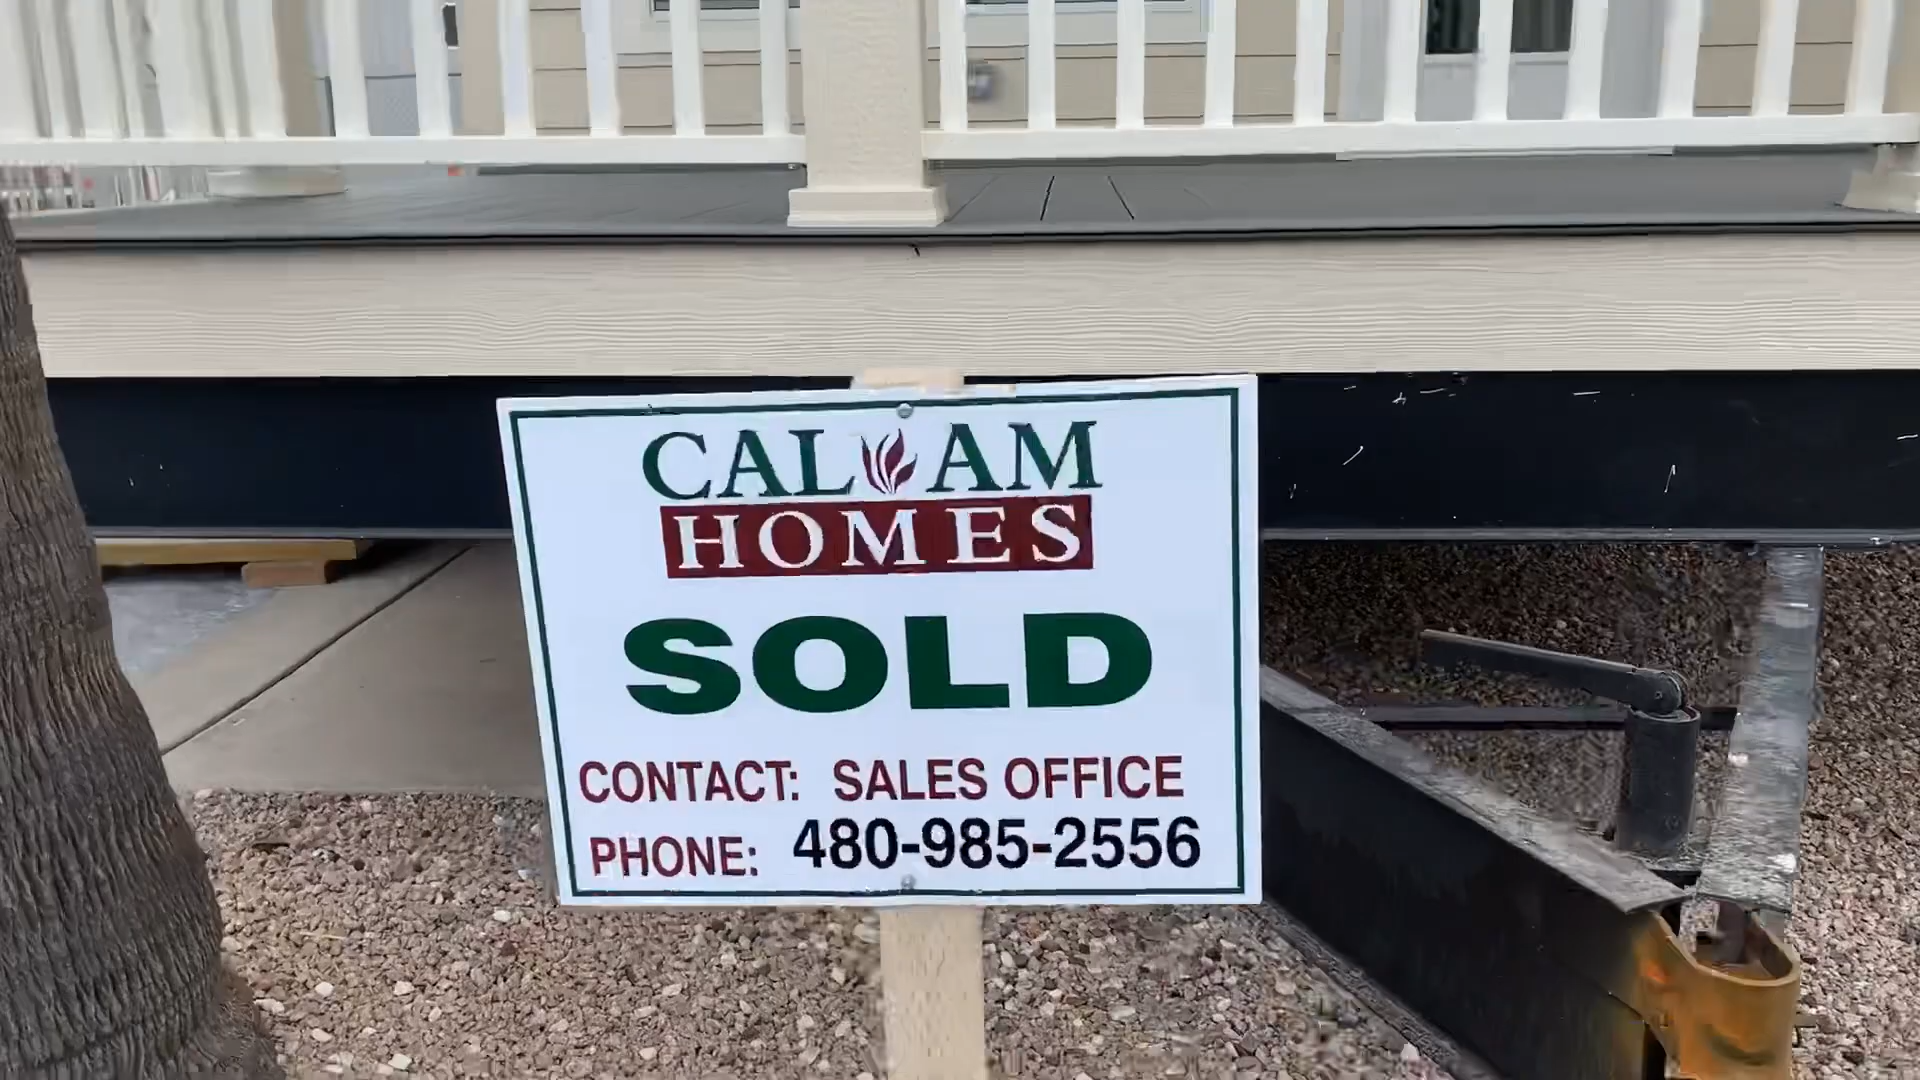 CAL AM
HOMES
SOLD
CONTACT: SALES OFFICE
PHONE: 480-985-2556